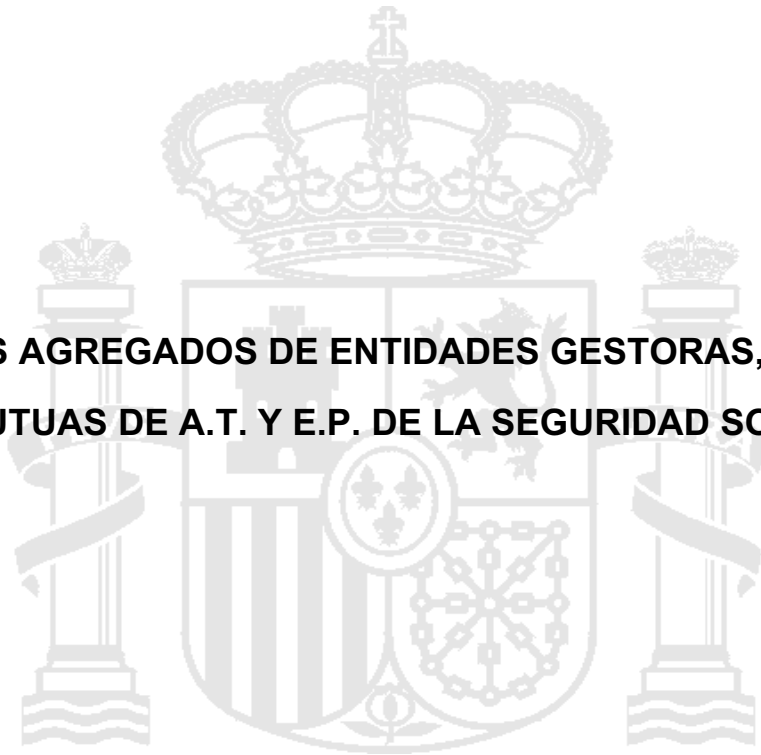 S AGREGADOS DE ENTIDADES GESTORAS,
UTUAS DE A.T. Y E.P. DE LA SEGURIDAD SO